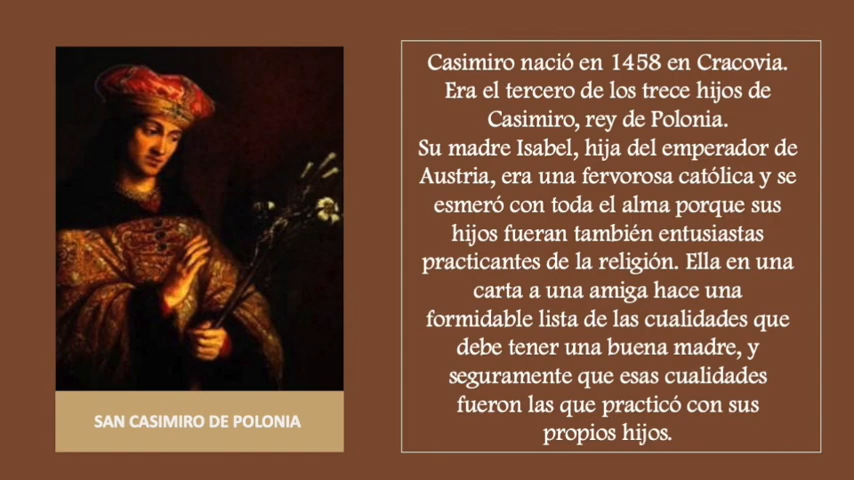 SAN CASIMIRO DE POLONIA
Casimiro nació en 1458 en Cracovia.
Era el tercero de los trece hijos de
Casimiro, rey de Polonia.
Su madre Isabel, hija del emperador de
Austria, era una fervorosa católica y se
esmeró con toda el alma porque sus
hijos fueran también entusiastas
practicantes de la religión. Ella en una
carta a una amiga hace una
formidable lista de las cualidades que
debe tener una buena madre, y
seguramente que esas cualidades
fueron las que practicó con sus
propios hijos.